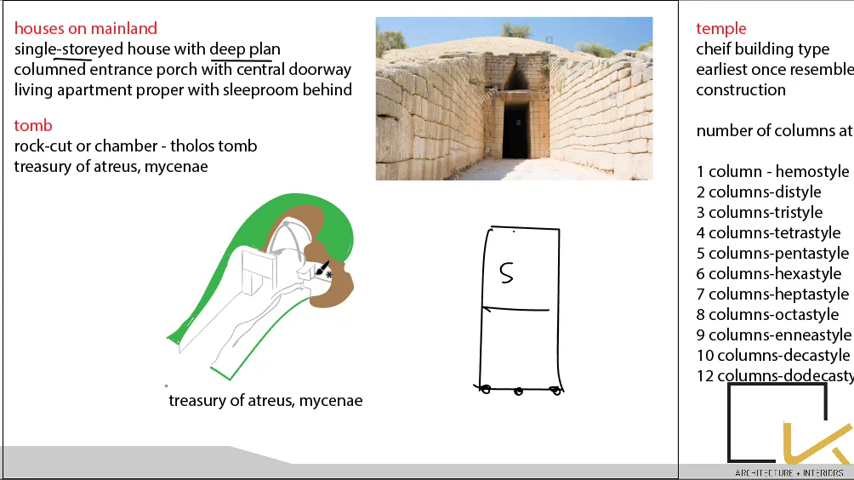 houses on mainland
single-storeyed house with deep plan
columned entrance porch with central doorway
living apartment proper with sleeproom behind
tomb
rock-cut or chamber - tholos tomb
treasury of atreus, mycenae
treasury of atreus, mycenae
S
temple
cheif building type
earliest once resemble
construction
number of columns at
1 column - hemostyle
2 columns-distyle
3 columns-tristyle
4 columns-tetrastyle
5 columns-pentastyle
6 columns-hexastyle
7 columns-heptastyle
8 columns-octastyle
9 columns-enneastyle
10 columns-decastyle
12 columns-dodecasty
ARCHITECTURE + INTERIORS